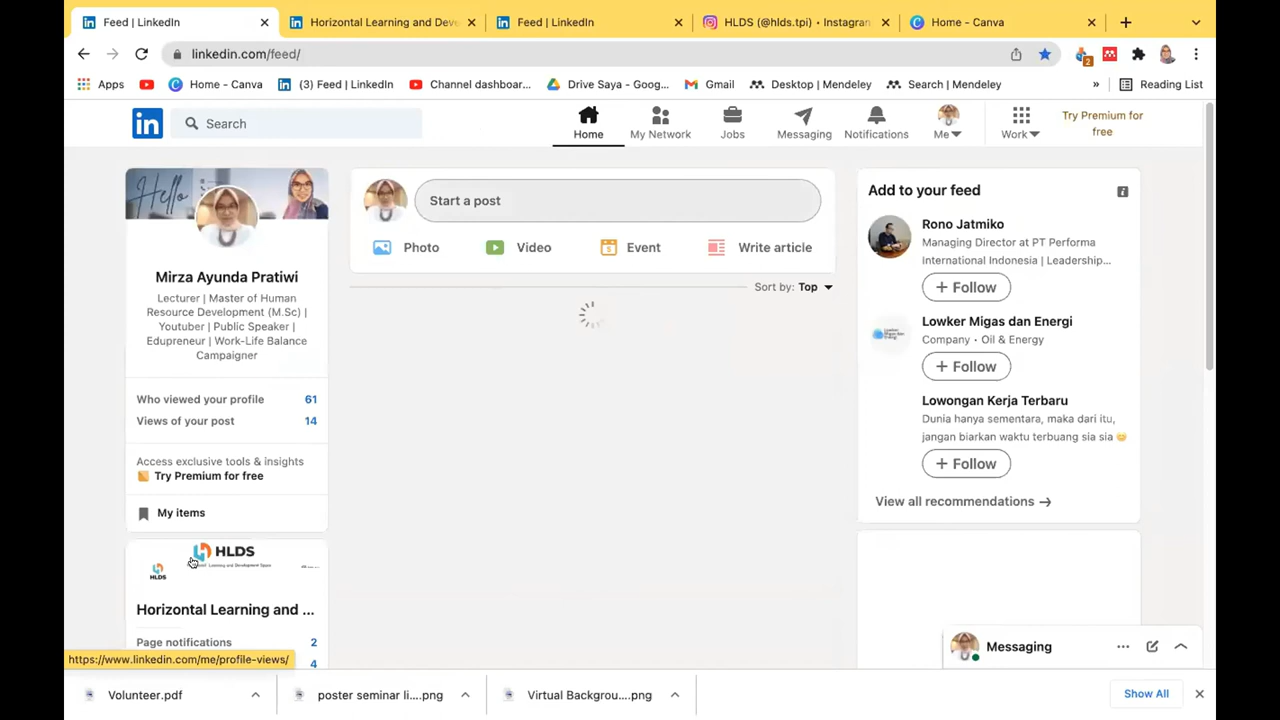 Feed | LinkedIn
Horizontal Learning and Deve
Feed | LinkedIn
HLDS (@hlds.tpi) • Instagran
Home - Canva
linkedin.com/feed/
2
Apps
Home - Canva
(3) Feed | LinkedIn
Channel dashboar...
Drive Saya - Goog...
Gmail
Desktop | Mendeley
Search | Mendeley
»
Reading List
in
Search
Home
My Network
Jobs
Messaging
Notifications
Me
Work
Try Premium for
free
Hello
Mirza Ayunda Pratiwi
Lecturer | Master of Human
Resource Development (M.Sc) |
Youtuber | Public Speaker |
Edupreneur | Work-Life Balance
Campaigner
Who viewed your profile 61
Views of your post 14
Access exclusive tools & insights
Try Premium for free
My items
HLDS
Learning and Development Space
HLDS
Horizontal Learning and ...
Page notifications 2
4
https://www.linkedin.com/me/profile-views/
Start a post
Photo
Video
Event
Write article
Sort by: Top
Add to your feed
Rono Jatmiko
Managing Director at PT Performa
International Indonesia | Leadership...
+ Follow
Lowker Migas dan Energi
Company • Oil & Energy
+ Follow
Lowongan Kerja Terbaru
Dunia hanya sementara, maka dari itu,
jangan biarkan waktu terbuang sia sia 😊
+ Follow
View all recommendations →
Messaging
Volunteer.pdf
poster seminar li....png
Virtual Backgrou....png
Show All